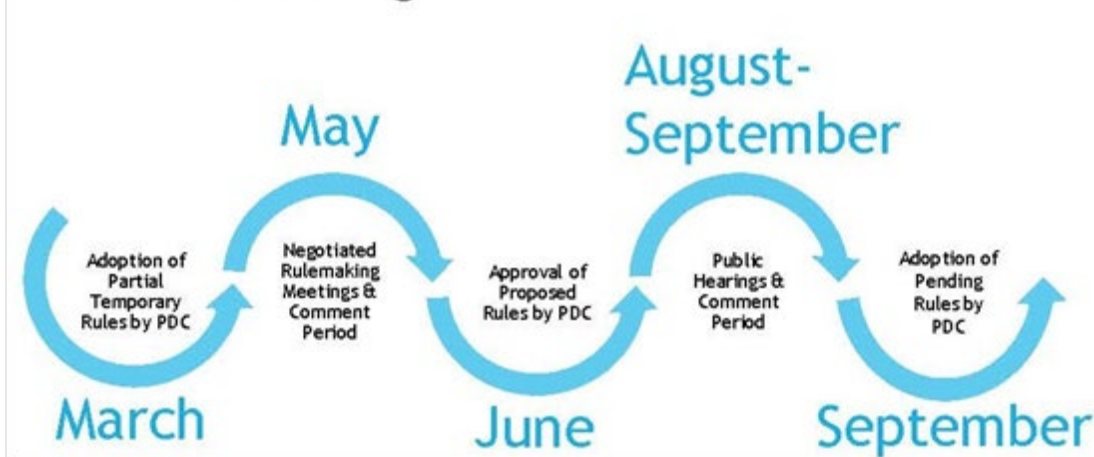 March
Adoption of
Partial
Temporary
Rules by PDC
May
Negotiated
Rulemaking
Meetings &
Comment
Period
June
Approval of
Proposed
Rules by PDC
August-
September
Public
Hearings &
Comment
Period
September
Adoption of
Pending
Rules by
PDC